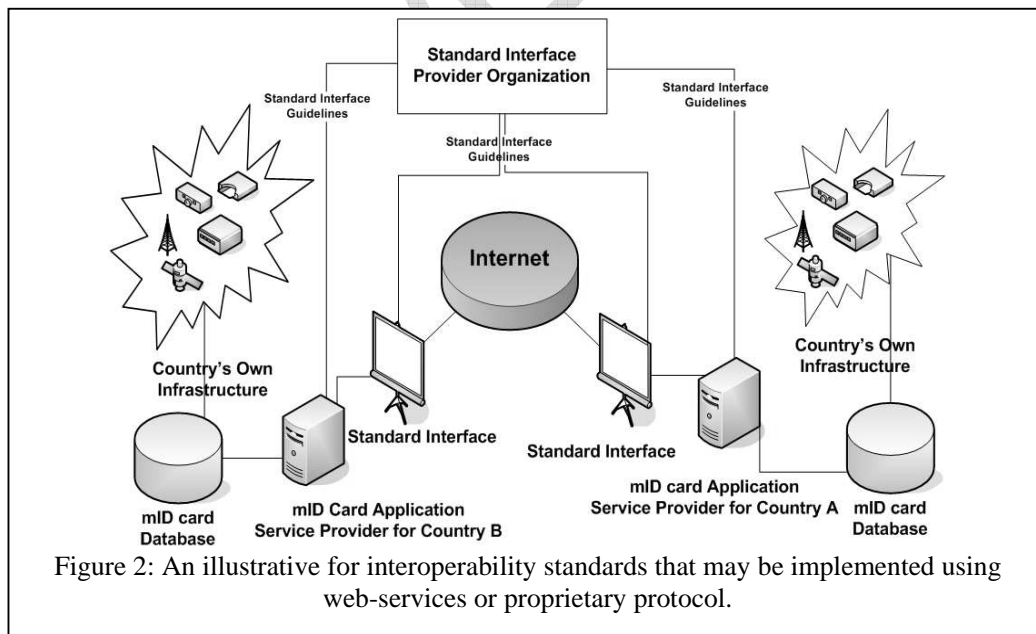 Standard Interface
Provider Organization
Standard Interface
Guidelines
Standard Interface
Guidelines
Standard Interface
Guidelines
Internet
Country's Own
Infrastructure
Country's Own
Infrastructure
Standard Interface
Standard Interface
mID card
Database
mID Card Application
Service Provider for Country B
mID card Application
Service Provider for Country A
mID card
Database
Figure 2: An illustrative for interoperability standards that may be implemented using
web-services or proprietary protocol.